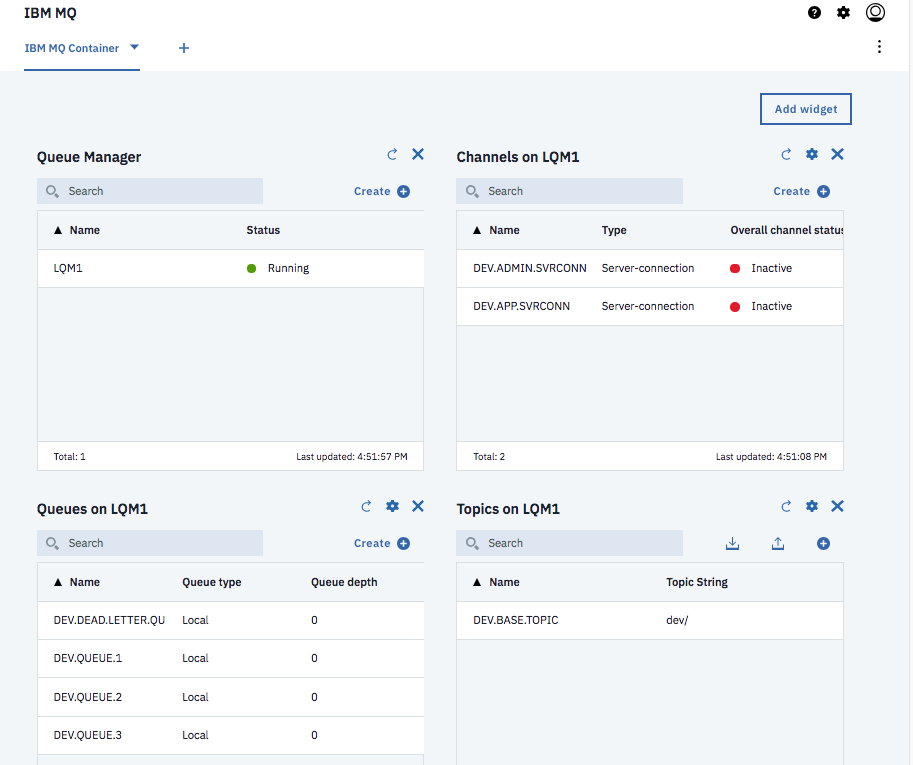 IBM MQ
IBM MQ Container
Add widget
Queue Manager
Search
Create
Name Status
LQM1 Running
Total: 1 Last updated: 4:51:57 PM
Channels on LQM1
Search
Create
Name Type Overall channel status
DEV.ADMIN.SVRCONN Server-connection Inactive
DEV.APP.SVRCONN Server-connection Inactive
Total: 2 Last updated: 4:51:08 PM
Queues on LQM1
Search
Create
Name Queue type Queue depth
DEV.DEAD.LETTER.QU Local 0
DEV.QUEUE.1 Local 0
DEV.QUEUE.2 Local 0
DEV.QUEUE.3 Local 0
Topics on LQM1
Search
Name Topic String
DEV.BASE.TOPIC dev/